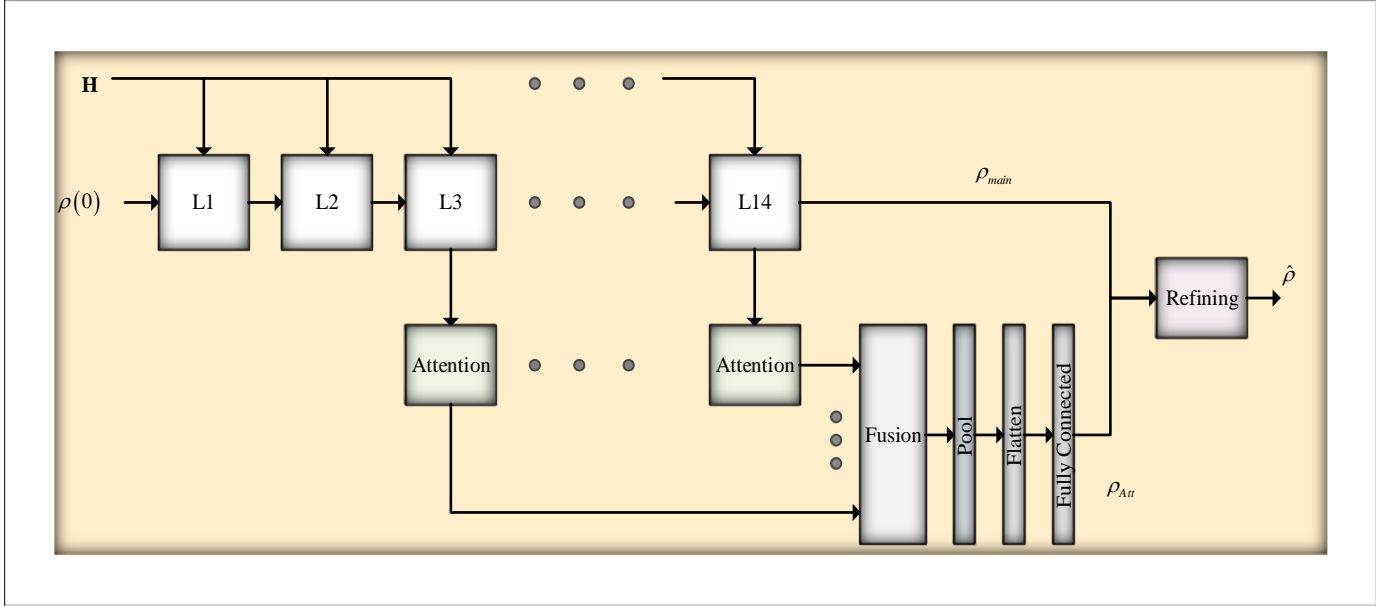 H
ρ(0)
L1
L2
L3
L14
ρ_main
Refining
ρ̂
Attention
Attention
Fusion
Pool
Flatten
Fully Connected
ρ_Att